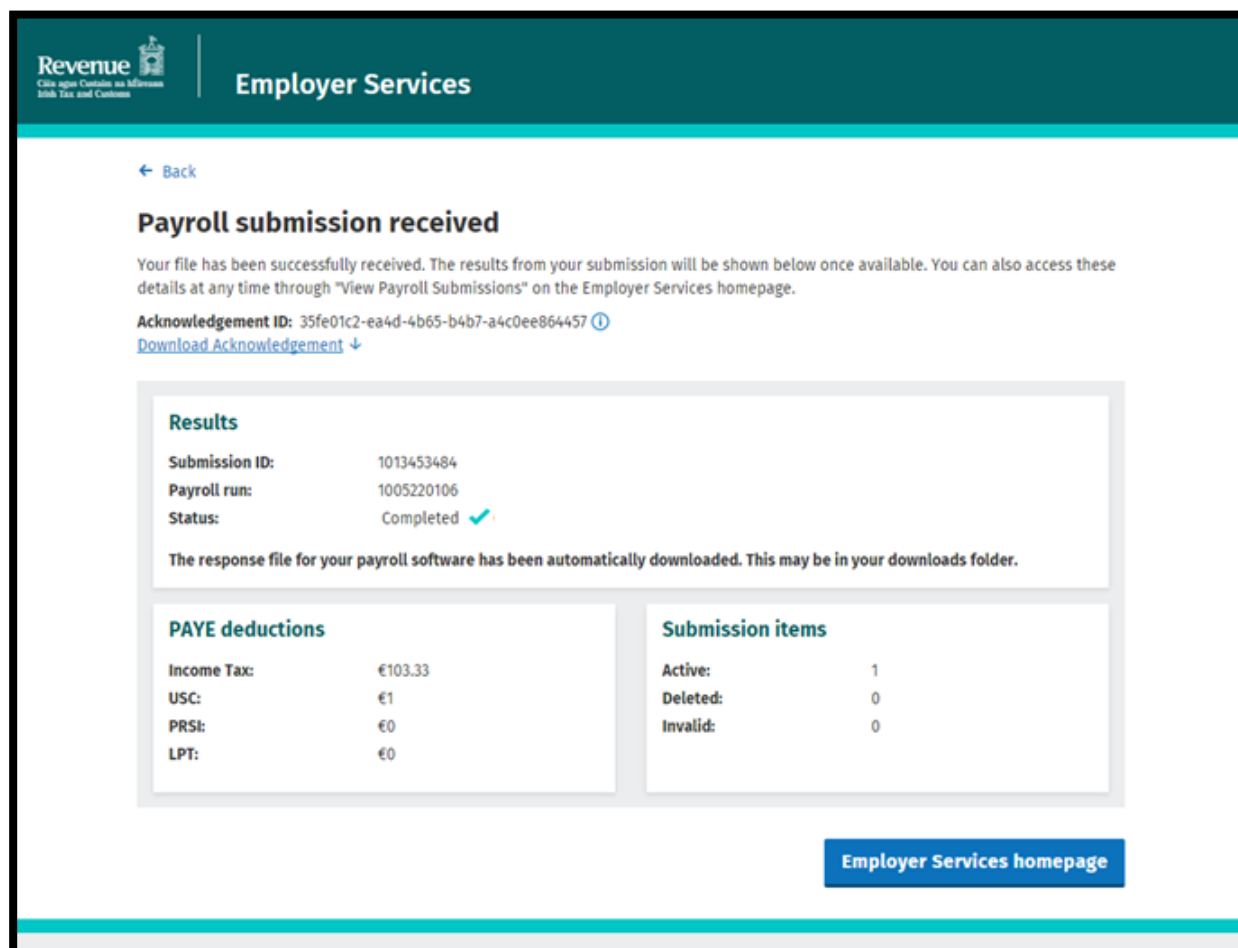 Revenue
Cáin agus Custaim na hÉireann
Irish Tax and Customs
Employer Services
← Back
Payroll submission received
Your file has been successfully received. The results from your submission will be shown below once available. You can also access these
details at any time through "View Payroll Submissions" on the Employer Services homepage.
Acknowledgement ID: 35fe01c2-ea4d-4b65-b4b7-a4c0ee864457
Download Acknowledgement ↓
Results
Submission ID: 1013453484
Payroll run: 1005220106
Status: Completed
The response file for your payroll software has been automatically downloaded. This may be in your downloads folder.
PAYE deductions
Income Tax: €103.33
USC: €1
PRSI: €0
LPT: €0
Submission items
Active: 1
Deleted: 0
Invalid: 0
Employer Services homepage